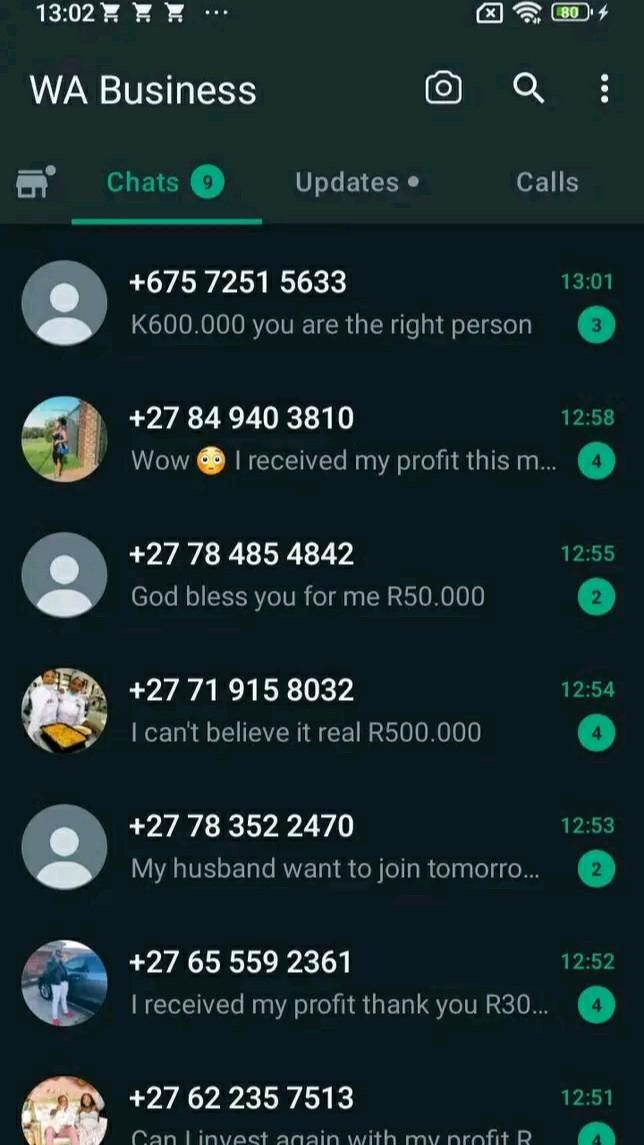 13:02 ... 80
WA Business
Chats 9 Updates Calls
+675 7251 5633 13:01
K600.000 you are the right person 3
+27 84 940 3810 12:58
Wow 😳 I received my profit this m... 4
+27 78 485 4842 12:55
God bless you for me R50.000 2
+27 71 915 8032 12:54
I can't believe it real R500.000 4
+27 78 352 2470 12:53
My husband want to join tomorro... 2
+27 65 559 2361 12:52
I received my profit thank you R30... 4
+27 62 235 7513 12:51
Can I invest again with my profit R